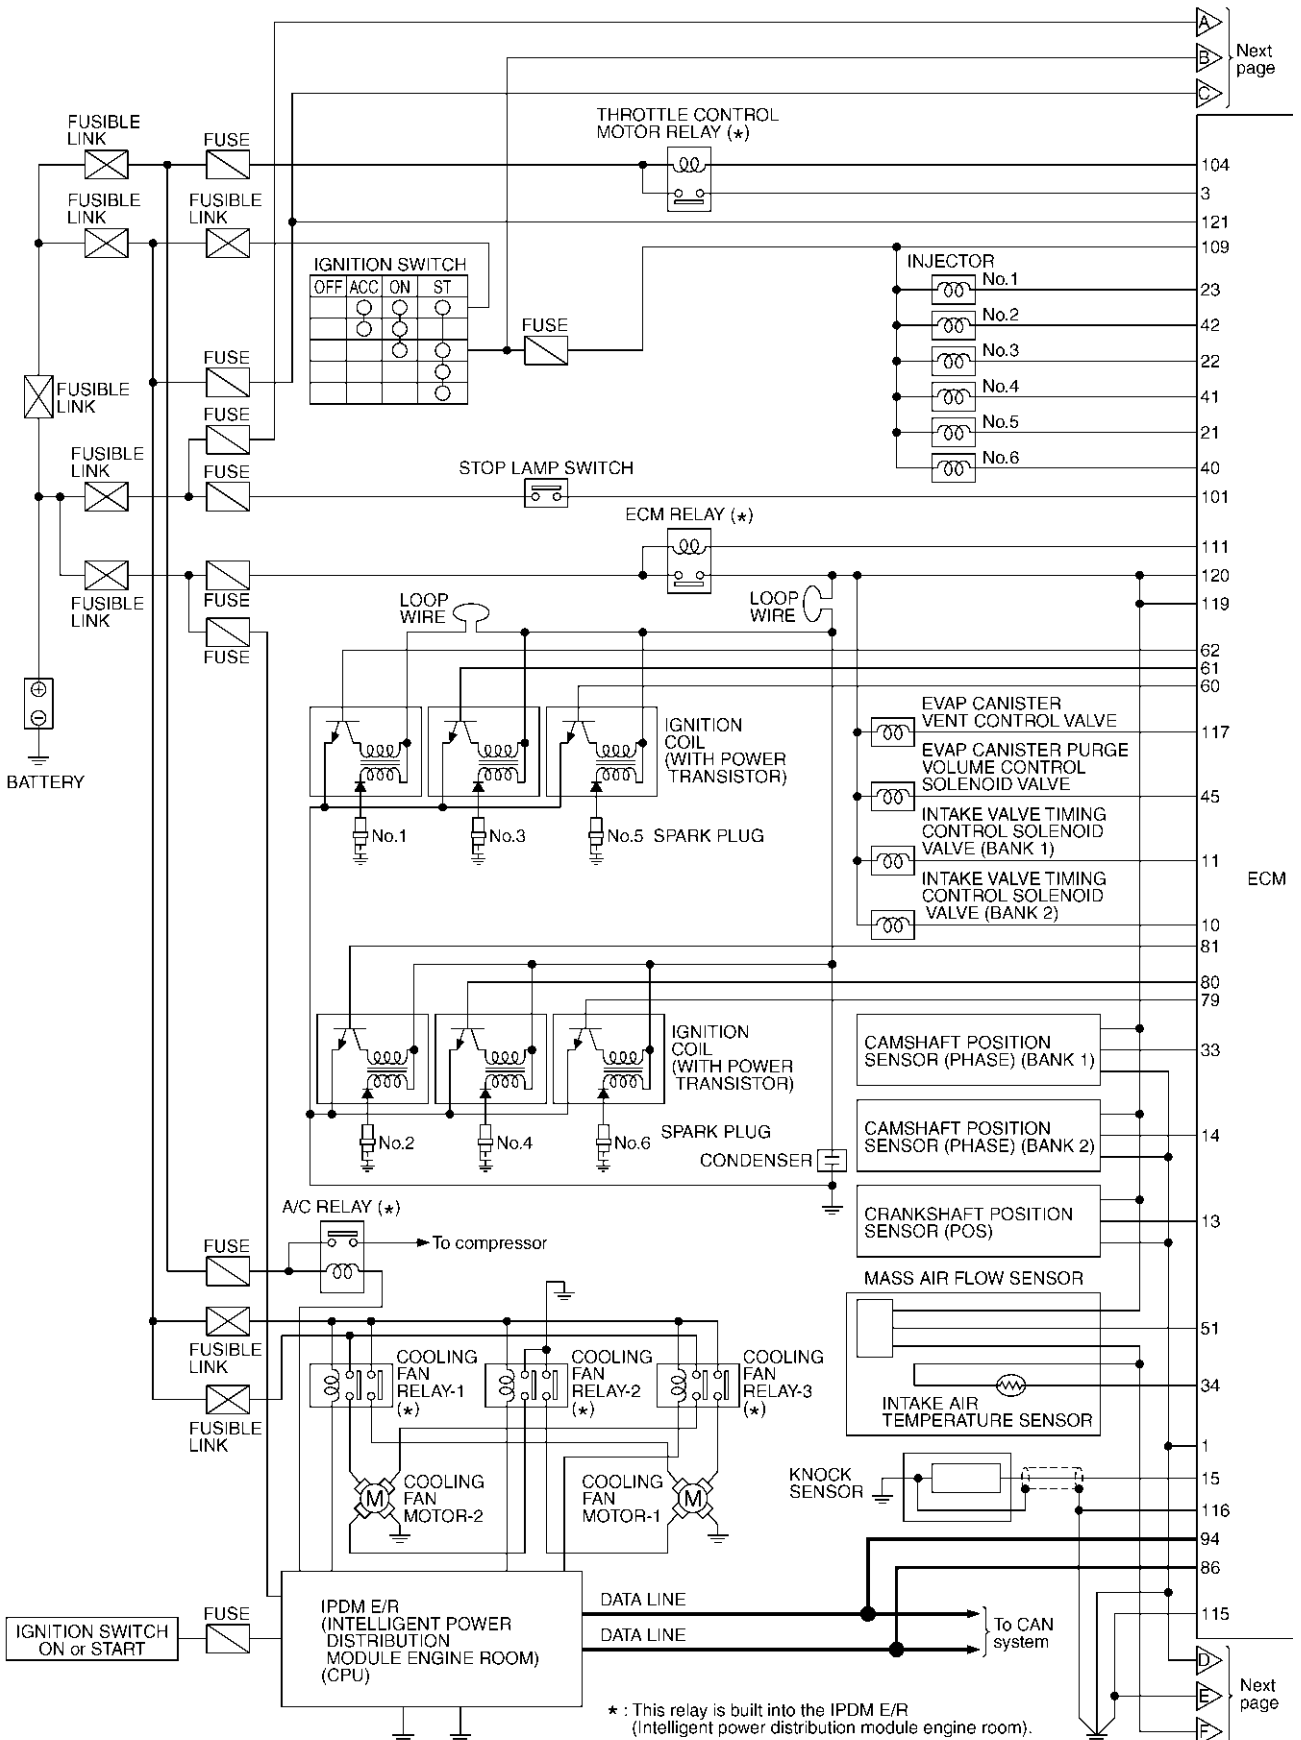 A
B
C
Next
page
THROTTLE CONTROL
MOTOR RELAY (*)
FUSIBLE
LINK
FUSE
104
3
FUSIBLE
LINK
FUSIBLE
LINK
121
109
IGNITION SWITCH
OFF ACC ON ST
INJECTOR
No.1
23
No.2
42
FUSE
No.3
22
FUSE
No.4
41
FUSIBLE
LINK
FUSE
No.5
21
No.6
40
FUSIBLE
LINK
FUSE
STOP LAMP SWITCH
101
ECM RELAY (*)
111
120
FUSIBLE
LINK
FUSE
LOOP
WIRE
LOOP
WIRE
119
FUSE
62
61
60
BATTERY
IGNITION
COIL
(WITH POWER
TRANSISTOR)
EVAP CANISTER
VENT CONTROL VALVE
117
EVAP CANISTER PURGE
VOLUME CONTROL
SOLENOID VALVE
45
No.1
No.3
No.5 SPARK PLUG
INTAKE VALVE TIMING
CONTROL SOLENOID
VALVE (BANK 1)
11
ECM
INTAKE VALVE TIMING
CONTROL SOLENOID
VALVE (BANK 2)
10
81
80
79
IGNITION
COIL
(WITH POWER
TRANSISTOR)
CAMSHAFT POSITION
SENSOR (PHASE) (BANK 1)
33
No.2
No.4
No.6
SPARK PLUG
CAMSHAFT POSITION
SENSOR (PHASE) (BANK 2)
14
CONDENSER
A/C RELAY (*)
FUSE
To compressor
CRANKSHAFT POSITION
SENSOR (POS)
13
MASS AIR FLOW SENSOR
51
FUSIBLE
LINK
COOLING
FAN
RELAY-1
(*)
COOLING
FAN
RELAY-2
(*)
COOLING
FAN
RELAY-3
(*)
34
INTAKE AIR
TEMPERATURE SENSOR
FUSIBLE
LINK
1
M
COOLING
FAN
MOTOR-2
COOLING
FAN
MOTOR-1
M
KNOCK
SENSOR
15
116
94
86
IGNITION SWITCH
ON or START
FUSE
IPDM E/R
(INTELLIGENT POWER
DISTRIBUTION
MODULE ENGINE ROOM)
(CPU)
DATA LINE
DATA LINE
To CAN
system
115
D
E
F
Next
page
* : This relay is built into the IPDM E/R
(Intelligent power distribution module engine room).